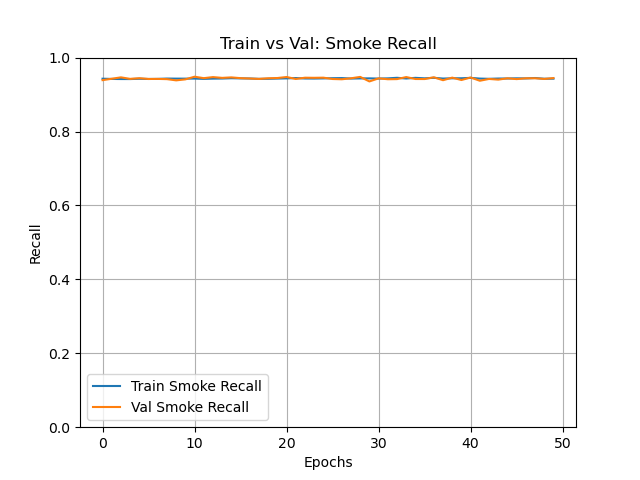 Train vs Val: Smoke Recall
1.0
0.8
0.6
0.4
0.2
0.0
Recall
Train Smoke Recall
Val Smoke Recall
0 10 20 30 40 50
Epochs